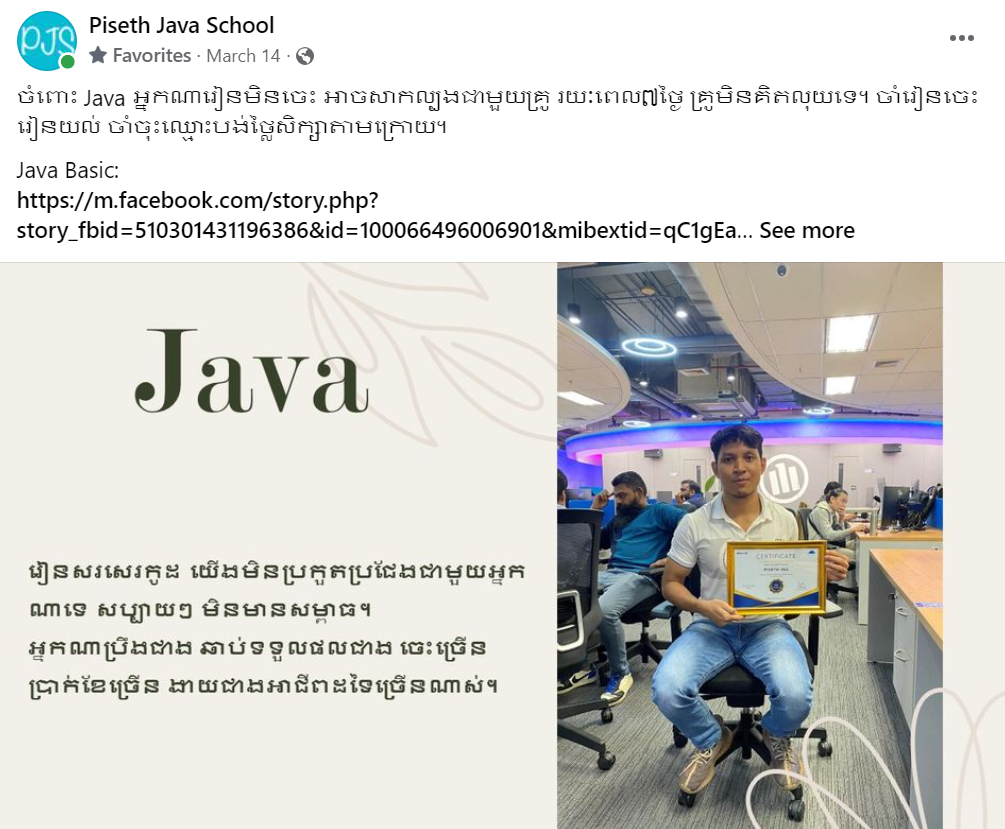 PJS
Piseth Java School
Favorites · March 14 ·
ចំពោះ Java អ្នកណារៀនមិនចេះ អាចសាកល្បងជាមួយគ្រូ រយៈពេល៧ថ្ងៃ គ្រូមិនគិតលុយទេ។ ចាំរៀនចេះ
រៀនយល់ ចាំចុះឈ្មោះបង់ថ្លៃសិក្សាតាមក្រោយ។
Java Basic:
https://m.facebook.com/story.php?
story_fbid=510301431196386&id=100066496006901&mibextid=qC1gEa... See more
Java
រៀនសរសេរកូដ យើងមិនប្រកួតប្រជែងជាមួយអ្នក
ណាទេ សប្បាយៗ មិនមានសម្ពាធ។
អ្នកណាប្រឹងជាង ឆាប់ទទួលផលជាង ចេះច្រើន
ប្រាក់ខែច្រើន ងាយជាងអាជីពដទៃច្រើនណាស់។
CERTIFICATE